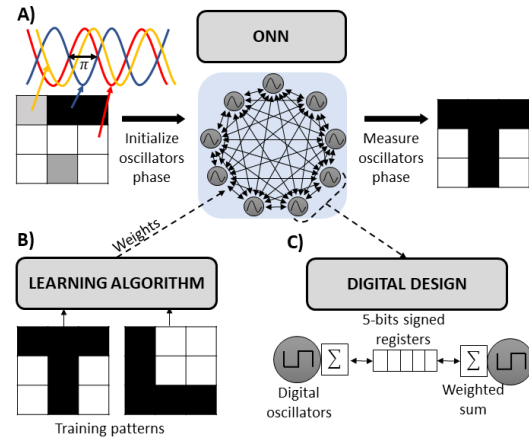 A)
ONN
π
Initialize
oscillators
phase
Measure
oscillators
phase
B)
Weights
C)
LEARNING ALGORITHM
DIGITAL DESIGN
5-bits signed
registers
Σ
Σ
Digital
oscillators
Weighted
sum
Training patterns